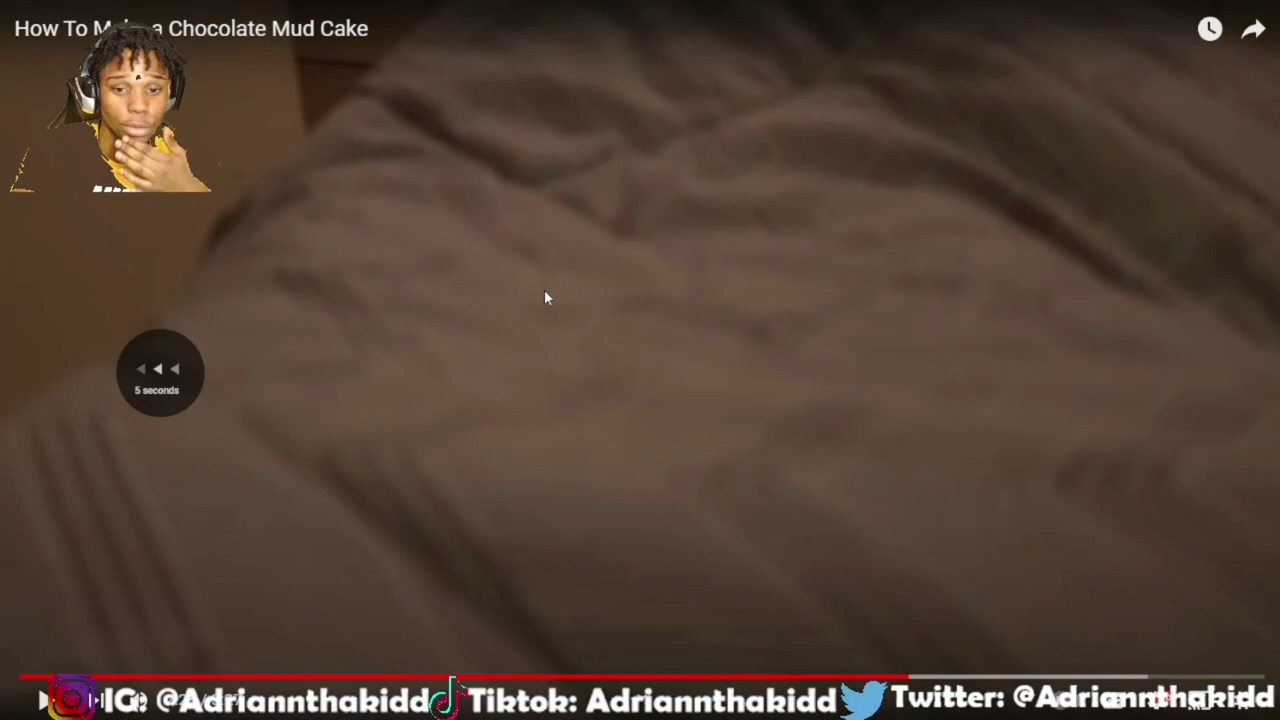 How To M a Chocolate Mud Cake
5 seconds
IG: @Adriannthakidd Tiktok: Adriannthakidd Twitter: @Adriannthakidd